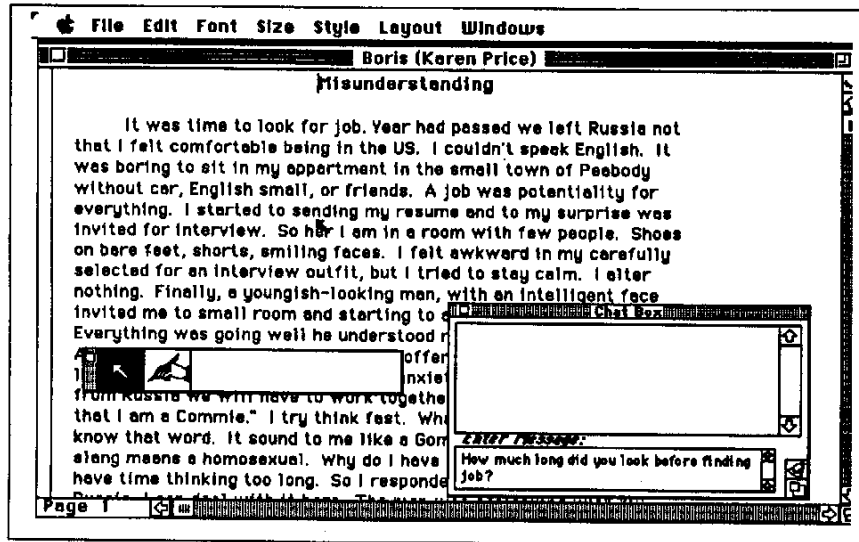 File Edit Font Size Style Layout Windows
Boris (Karen Price)
Misunderstanding
It was time to look for job. Year had passed we left Russia not
that I felt comfortable being in the US. I couldn't speak English. It
was boring to sit in my appartment in the small town of Peabody
without car, English small, or friends. A job was potentiality for
everything. I started to sending my resume and to my surprise was
invited for interview. So her I am in a room with few people. Shoes
on bare feet, shorts, smiling faces. I felt awkward in my carefully
selected for an interview outfit, but I tried to stay calm. I alter
nothing. Finally, a youngish-looking man, with an intelligent face
invited me to small room and starting to
Everything was going well he understood
offer
from Russia we will have to work togethe
that I am a Commie." I try think fast. Wh
know that word. It sound to me like a Gom
slang means a homosexual. Why do I have
have time thinking too long. So I responde
Page 1
Chat Box
Enter message:
How much long did you look before finding
job?